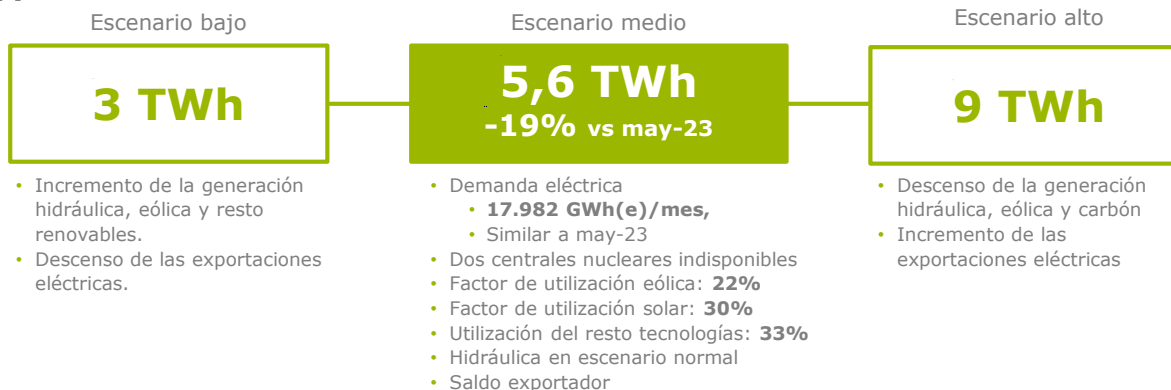 Escenario bajo
3 TWh
• Incremento de la generación
hidráulica, eólica y resto
renovables.
• Descenso de las exportaciones
eléctricas.
Escenario medio
5,6 TWh
-19% vs may-23
• Demanda eléctrica
• 17.982 GWh(e)/mes,
• Similar a may-23
• Dos centrales nucleares indisponibles
• Factor de utilización eólica: 22%
• Factor de utilización solar: 30%
• Utilización del resto tecnologías: 33%
• Hidráulica en escenario normal
• Saldo exportador
Escenario alto
9 TWh
• Descenso de la generación
hidráulica, eólica y carbón
• Incremento de las
exportaciones eléctricas